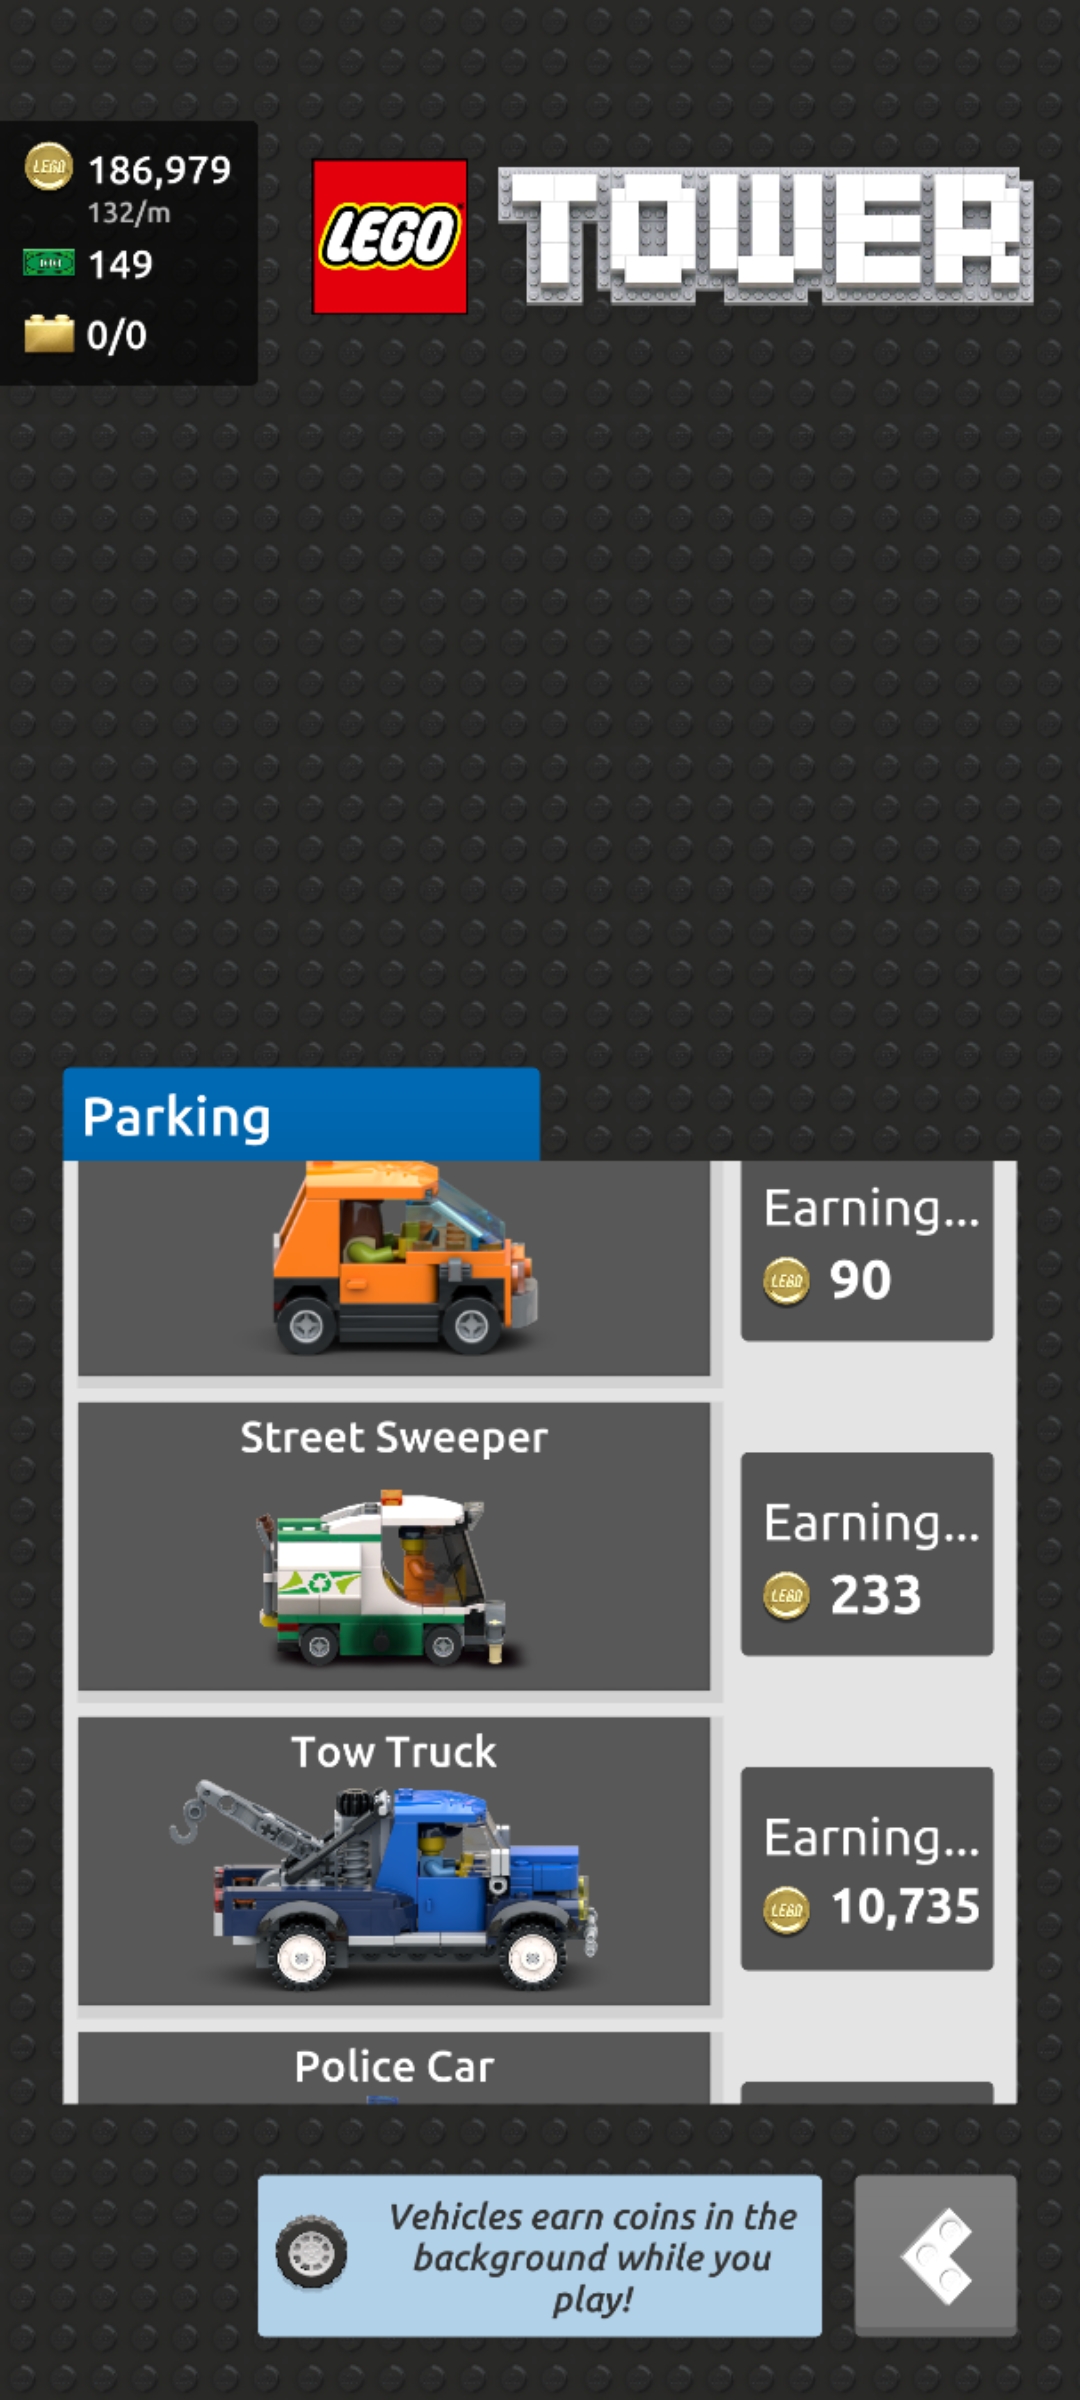 186,979
132/m
149
0/0
LEGO TOWER
Parking
Earning...
90
Street Sweeper
Earning...
233
Tow Truck
Earning...
10,735
Police Car
Vehicles earn coins in the
background while you
play!